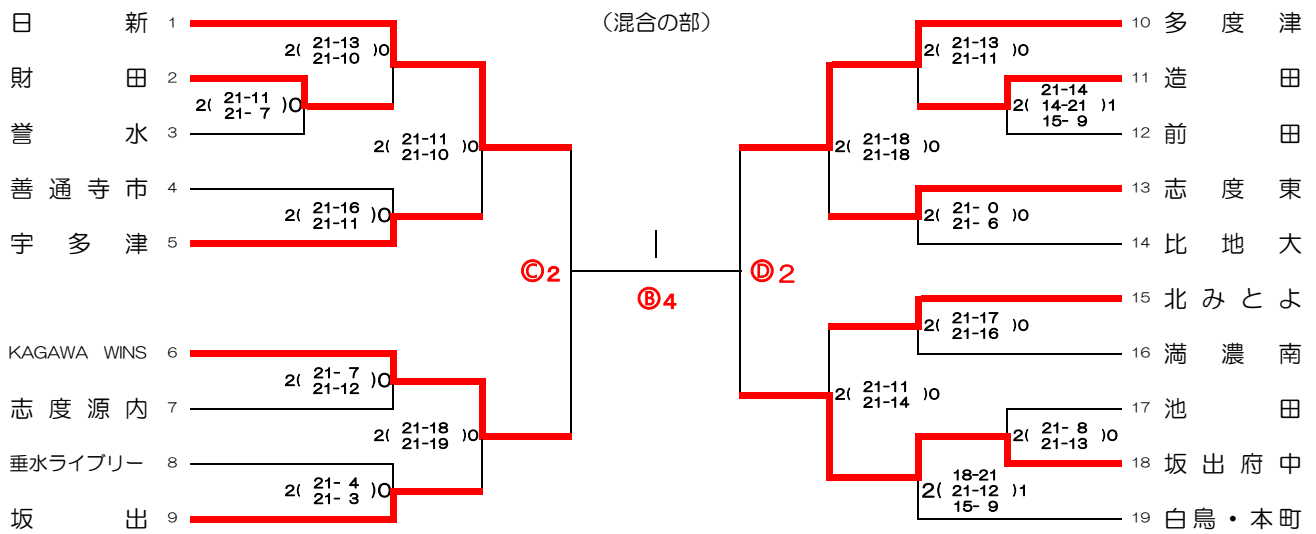 （混合の部）
日新 1
2( 21-13 )0
21-10
財田 2
2( 21-11 )0
21- 7
誉水 3
2( 21-11 )0
21-10
善通寺市 4
2( 21-16 )0
21-11
宇多津 5
Ⓒ2
KAGAWA WINS 6
2( 21- 7 )0
21-12
志度源内 7
2( 21-18 )0
21-19
垂水ライブリー 8
2( 21- 4 )0
21- 3
坂出 9
Ⓑ4
10 多度津
2( 21-13 )0
21-11
11 造田
21-14
2( 14-21 )1
15- 9
12 前田
2( 21-18 )0
21-18
13 志度東
2( 21- 0 )0
21- 6
14 比地大
Ⓓ2
15 北みとよ
2( 21-17 )0
21-16
16 満濃南
2( 21-11 )0
21-14
17 池田
2( 21- 8 )0
21-13
18 坂出府中
18-21
2( 21-12 )1
15- 9
19 白鳥・本町